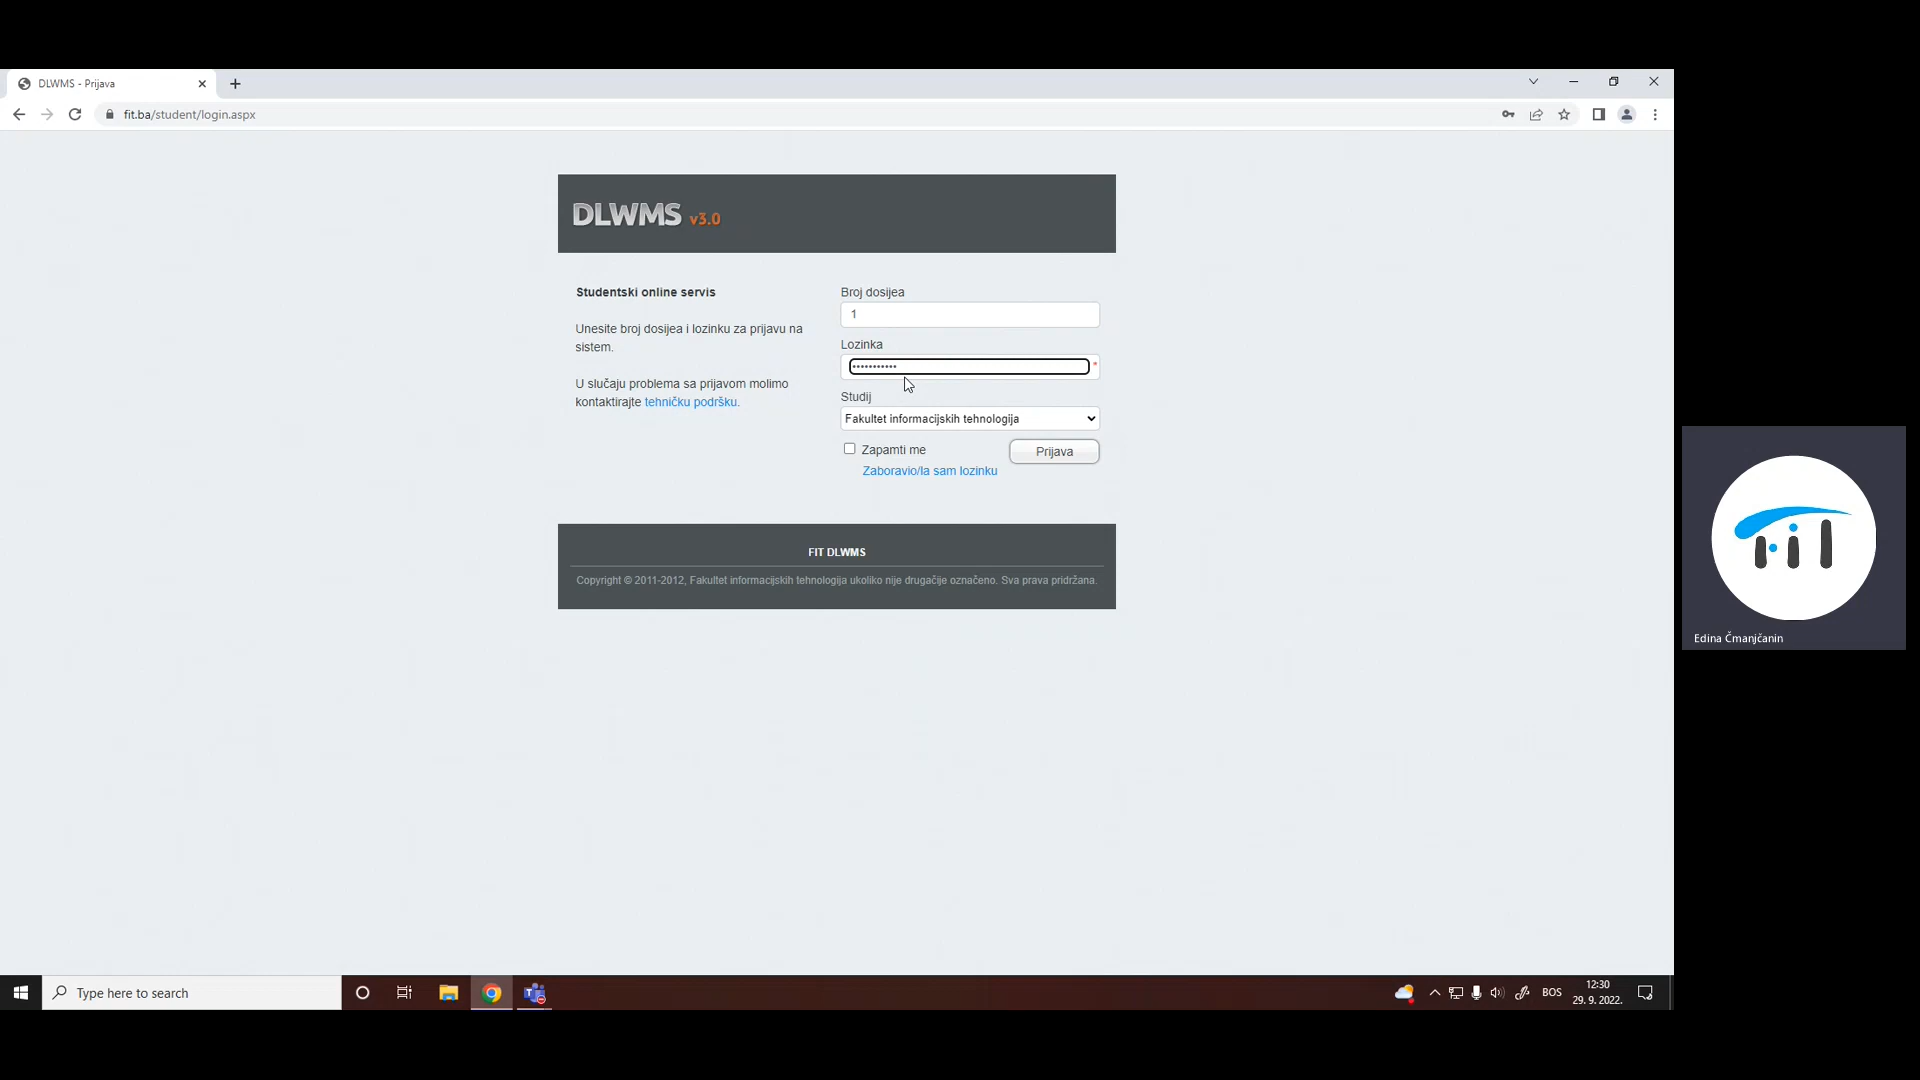 DLWMS - Prijava
fit.ba/student/login.aspx
DLWMS v3.0
Studentski online servis
Unesite broj dosijea i lozinku za prijavu na
sistem.
U slučaju problema sa prijavom molimo
kontaktirajte tehničku podršku.
Broj dosijea
1
Lozinka
•••••••••••
*
Studij
Fakultet informacijskih tehnologija
Zapamti me
Prijava
Zaboravio/la sam lozinku
FIT DLWMS
Copyright © 2011-2012, Fakultet informacijskih tehnologija ukoliko nije drugačije označeno. Sva prava pridržana.
Edina Čmanjčanin
Type here to search
BOS
12:30
29. 9. 2022.